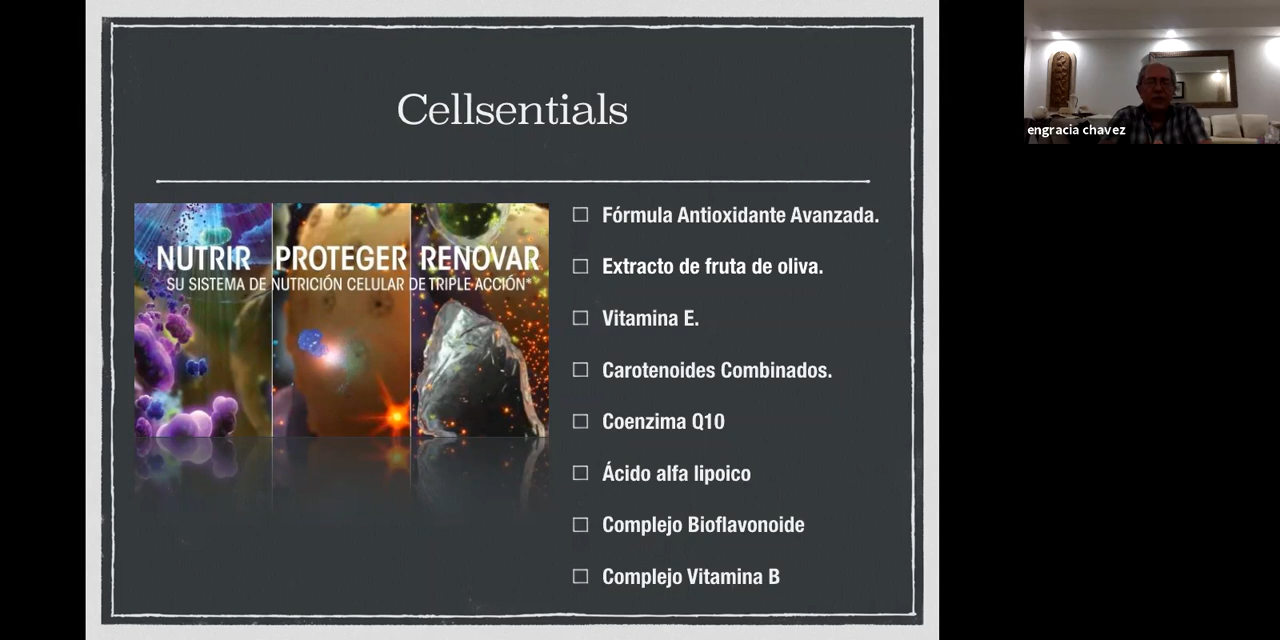 Cellsentials
NUTRIR PROTEGER RENOVAR
SU SISTEMA DE NUTRICIÓN CELULAR DE TRIPLE ACCIÓN*
Fórmula Antioxidante Avanzada.
Extracto de fruta de oliva.
Vitamina E.
Carotenoides Combinados.
Coenzima Q10
Ácido alfa lipoico
Complejo Bioflavonoide
Complejo Vitamina B
engracia chavez